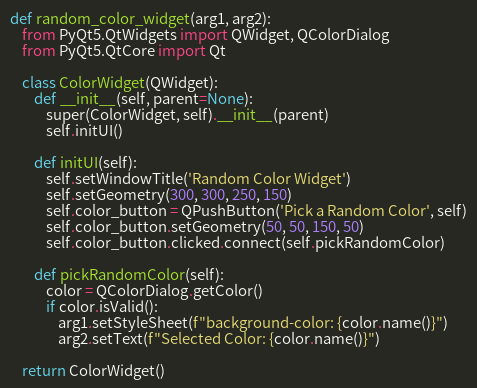 def random_color_widget(arg1, arg2):
from PyQt5.QtWidgets import QWidget, QColorDialog
from PyQt5.QtCore import Qt
class ColorWidget(QWidget):
def __init__(self, parent=None):
super(ColorWidget, self).__init__(parent)
self.initUI()
def initUI(self):
self.setWindowTitle('Random Color Widget')
self.setGeometry(300, 300, 250, 150)
self.color_button = QPushButton('Pick a Random Color', self)
self.color_button.setGeometry(50, 50, 150, 50)
self.color_button.clicked.connect(self.pickRandomColor)
def pickRandomColor(self):
color = QColorDialog.getColor()
if color.isValid():
arg1.setStyleSheet(f"background-color: {color.name()}")
arg2.setText(f"Selected Color: {color.name()}")
return ColorWidget()